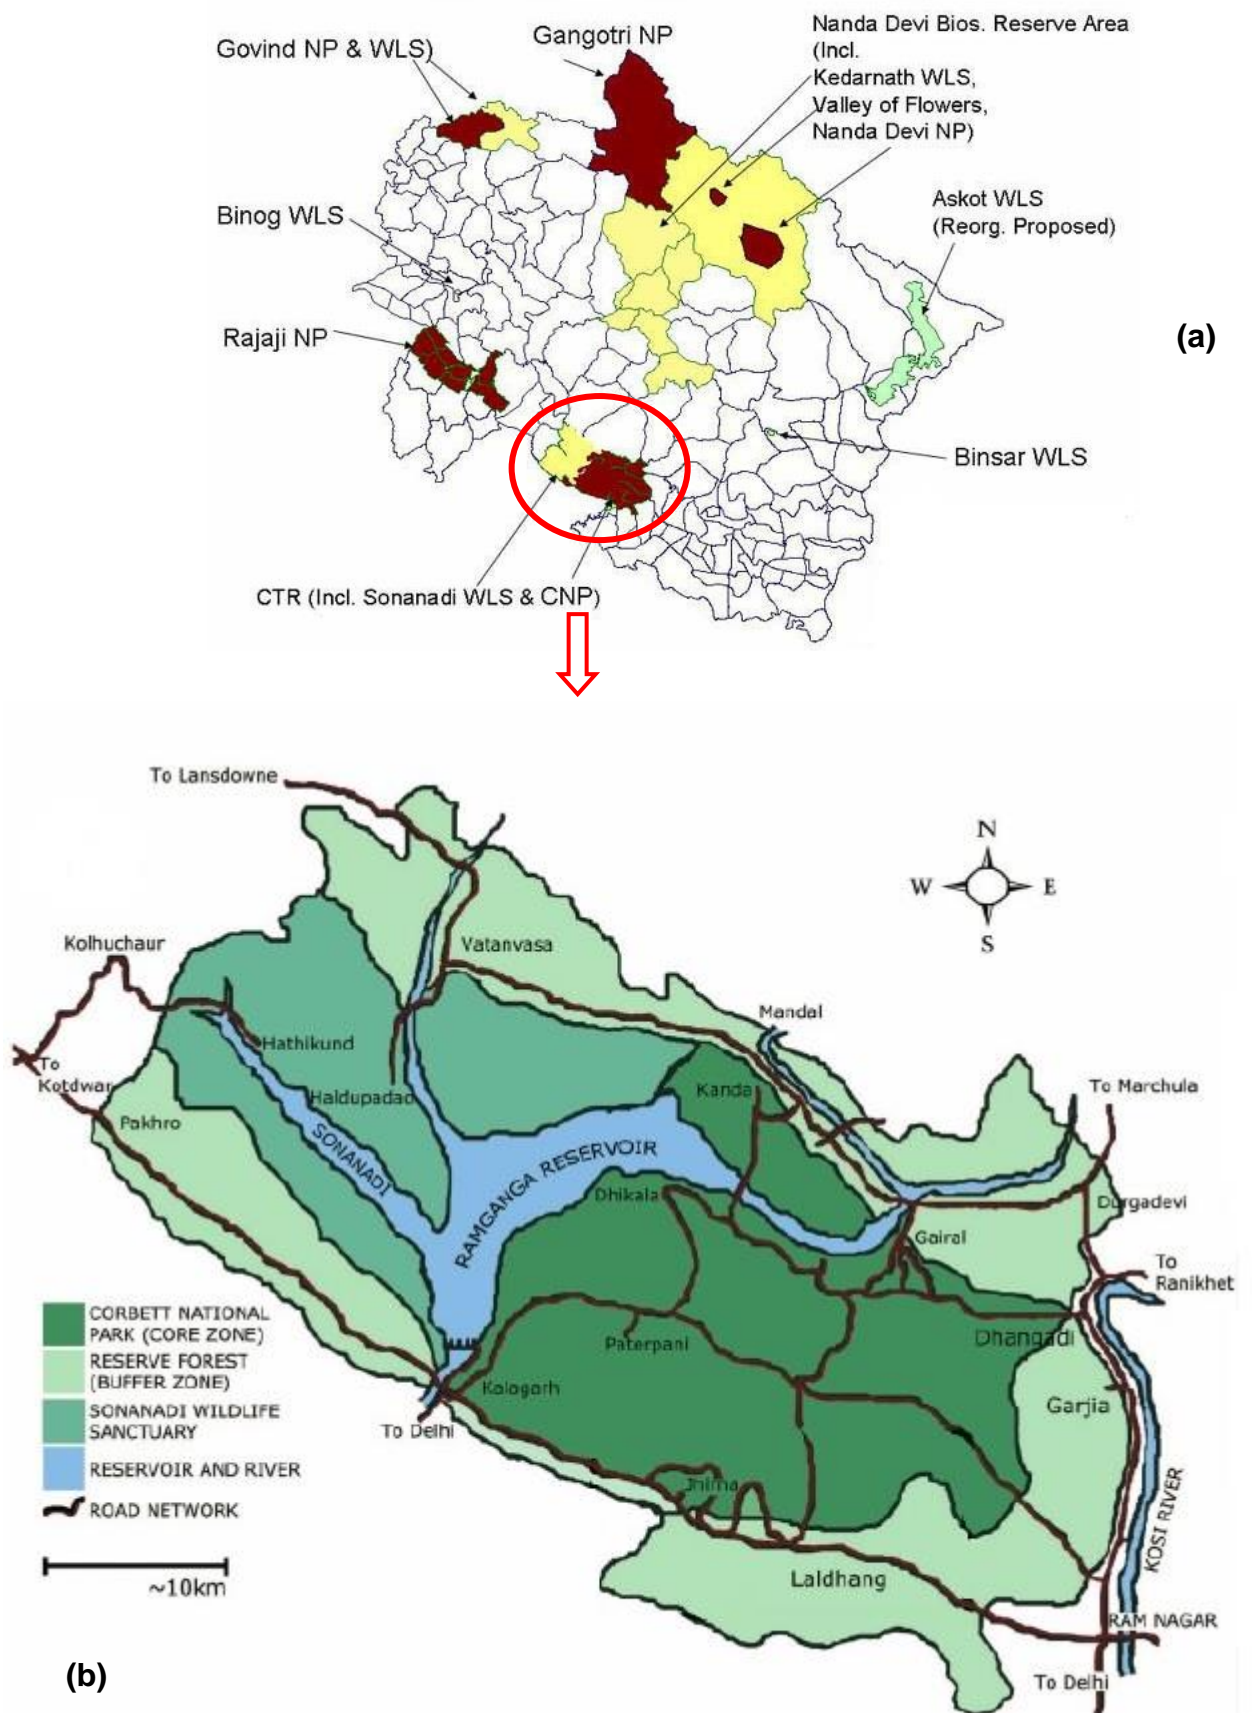 Nanda Devi Bios. Reserve Area
(Incl.
Kedarnath WLS,
Valley of Flowers,
Nanda Devi NP)
Gangotri NP
Govind NP & WLS)
Askot WLS
(Reorg. Proposed)
Binog WLS
Rajaji NP
(a)
Binsar WLS
CTR (Incl. Sonanadi WLS & CNP)
To Lansdowne
N
W
E
S
Kolhuchaur
Vatanvasa
Mandal
Hathikund
To
Kotdwar
Kanda
To Marchula
Haldupadao
Pakhro
SONANADI
RAMGANGA RESERVOIR
Dhikala
Durgadevi
Gairal
To
Ranikhet
CORBETT NATIONAL
PARK (CORE ZONE)
Dhangadi
Paterpani
RESERVE FOREST
(BUFFER ZONE)
Kalagarh
Garjia
SONANADI WILDLIFE
SANCTUARY
To Delhi
RESERVOIR AND RIVER
Jhirna
ROAD NETWORK
KOSI RIVER
~10km
Laldhang
RAM NAGAR
(b)
To Delhi